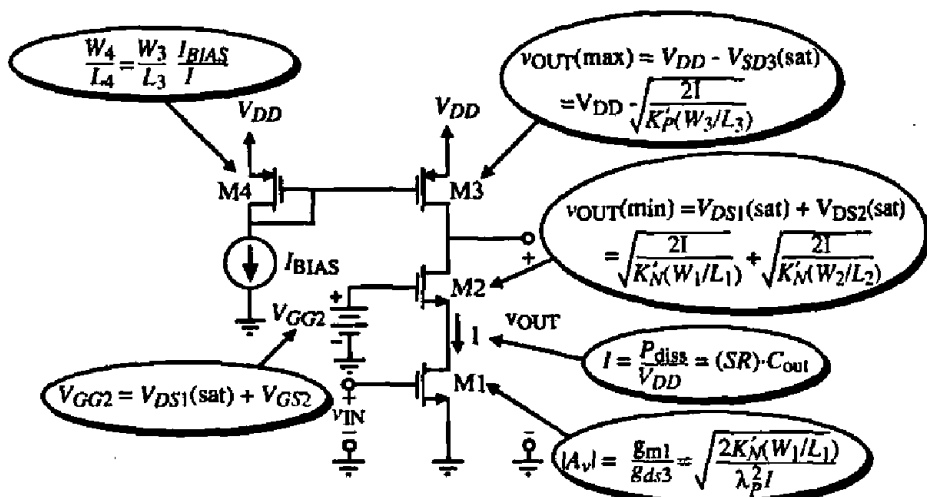 W4/L4 = W3/L3 IBIAS/I
vOUT(max) = VDD - VSD3(sat)
=VDD - √(2I/K'P(W3/L3))
VDD
VDD
M4
M3
vOUT(min) = VDS1(sat) + VDS2(sat)
= √(2I/K'N(W1/L1)) + √(2I/K'N(W2/L2))
IBIAS
+
+
M2
VGG2
-
I
vOUT
I = Pdiss/VDD = (SR)·Cout
VGG2 = VDS1(sat) + VGS2
M1
+
vIN
-
-
|Av| = gm1/gds3 = √(2K'N(W1/L1)/λP²I)